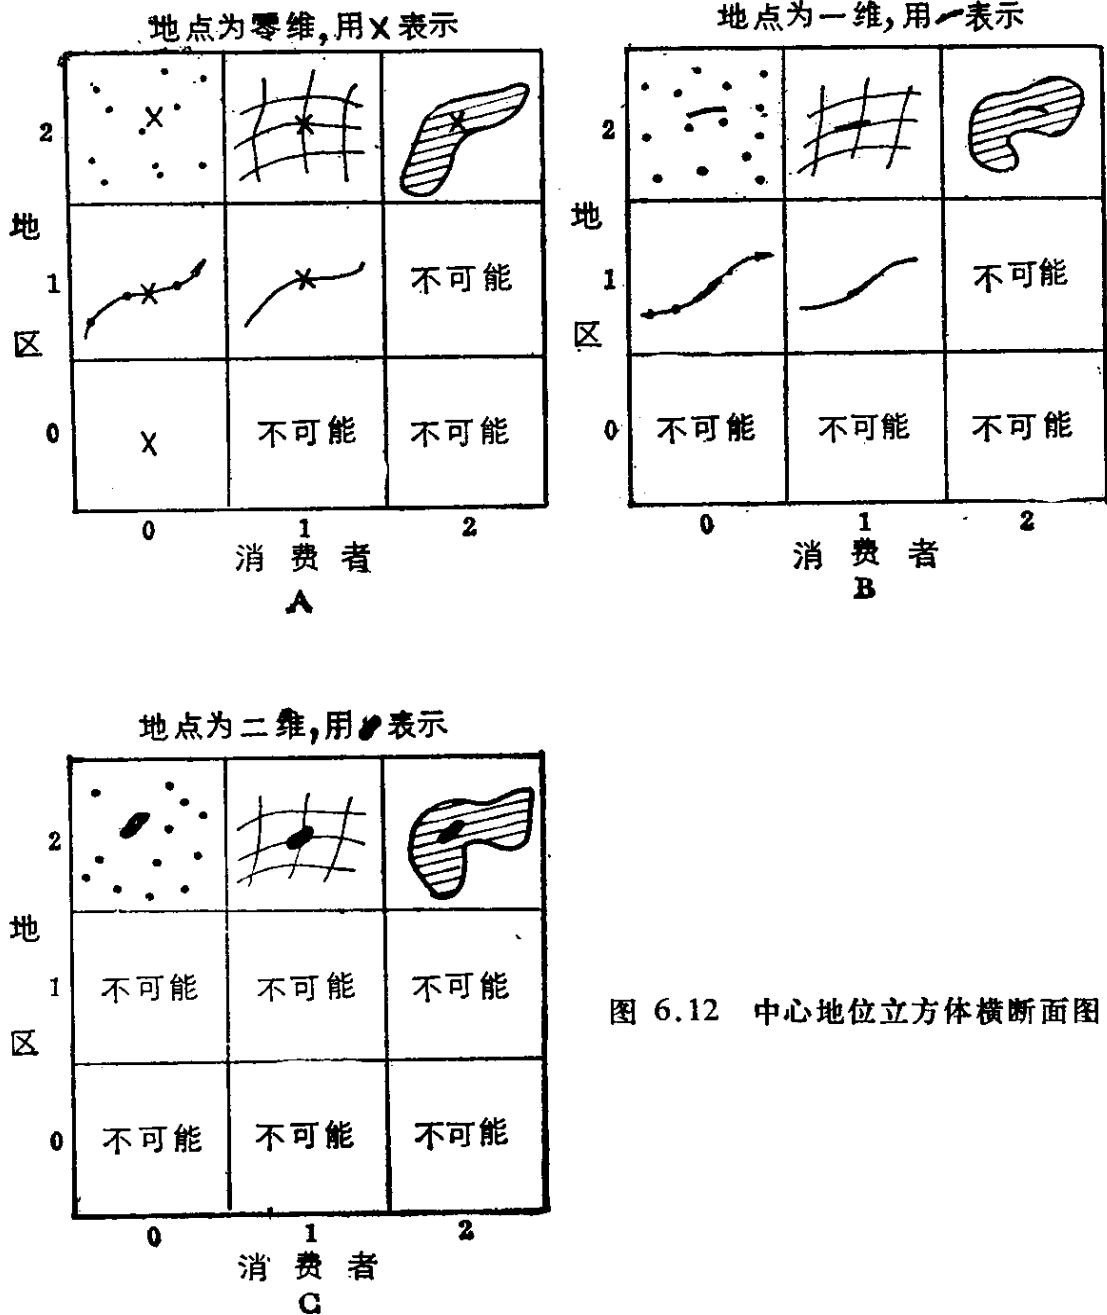 地点为零维,用×表示
2
地
1
不可能
区
0
×
不可能
不可能
0
1
2
消费者
A
地点为一维,用表示
2
地
1
不可能
区
0
不可能
不可能
不可能
0
1
2
消费者
B
地点为二维,用表示
2
地
1
不可能
不可能
不可能
区
0
不可能
不可能
不可能
0
1
2
消费者
C
图 6.12 中心地位立方体横断面图